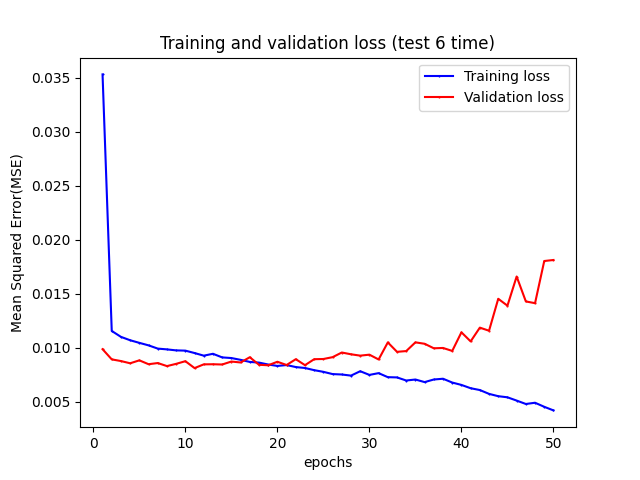 Training and validation loss (test 6 time)
Training loss
Validation loss
Mean Squared Error(MSE)
0.035
0.030
0.025
0.020
0.015
0.010
0.005
0 10 20 30 40 50
epochs